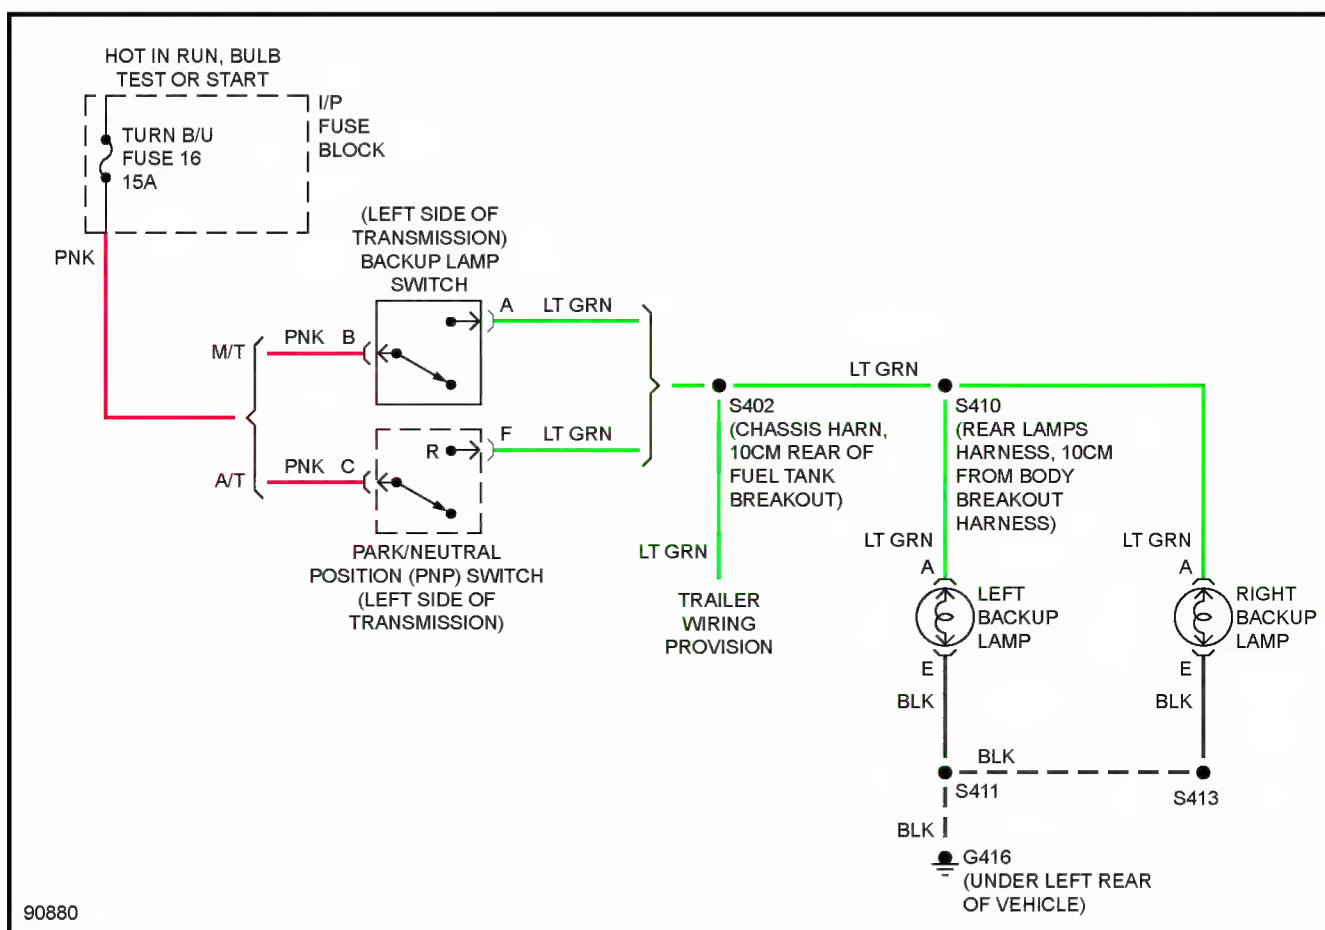 HOT IN RUN, BULB
TEST OR START
I/P
FUSE
BLOCK
TURN B/U
FUSE 16
15A
PNK
(LEFT SIDE OF
TRANSMISSION)
BACKUP LAMP
SWITCH
M/T
PNK B
A LT GRN
A/T
PNK C
R
F LT GRN
PARK/NEUTRAL
POSITION (PNP) SWITCH
(LEFT SIDE OF
TRANSMISSION)
LT GRN
S402
(CHASSIS HARN,
10CM REAR OF
FUEL TANK
BREAKOUT)
S410
(REAR LAMPS
HARNESS, 10CM
FROM BODY
BREAKOUT
HARNESS)
LT GRN
TRAILER
WIRING
PROVISION
LT GRN
A
LEFT
BACKUP
LAMP
E
BLK
LT GRN
A
RIGHT
BACKUP
LAMP
E
BLK
BLK
S411
S413
BLK
G416
(UNDER LEFT REAR
OF VEHICLE)
90880